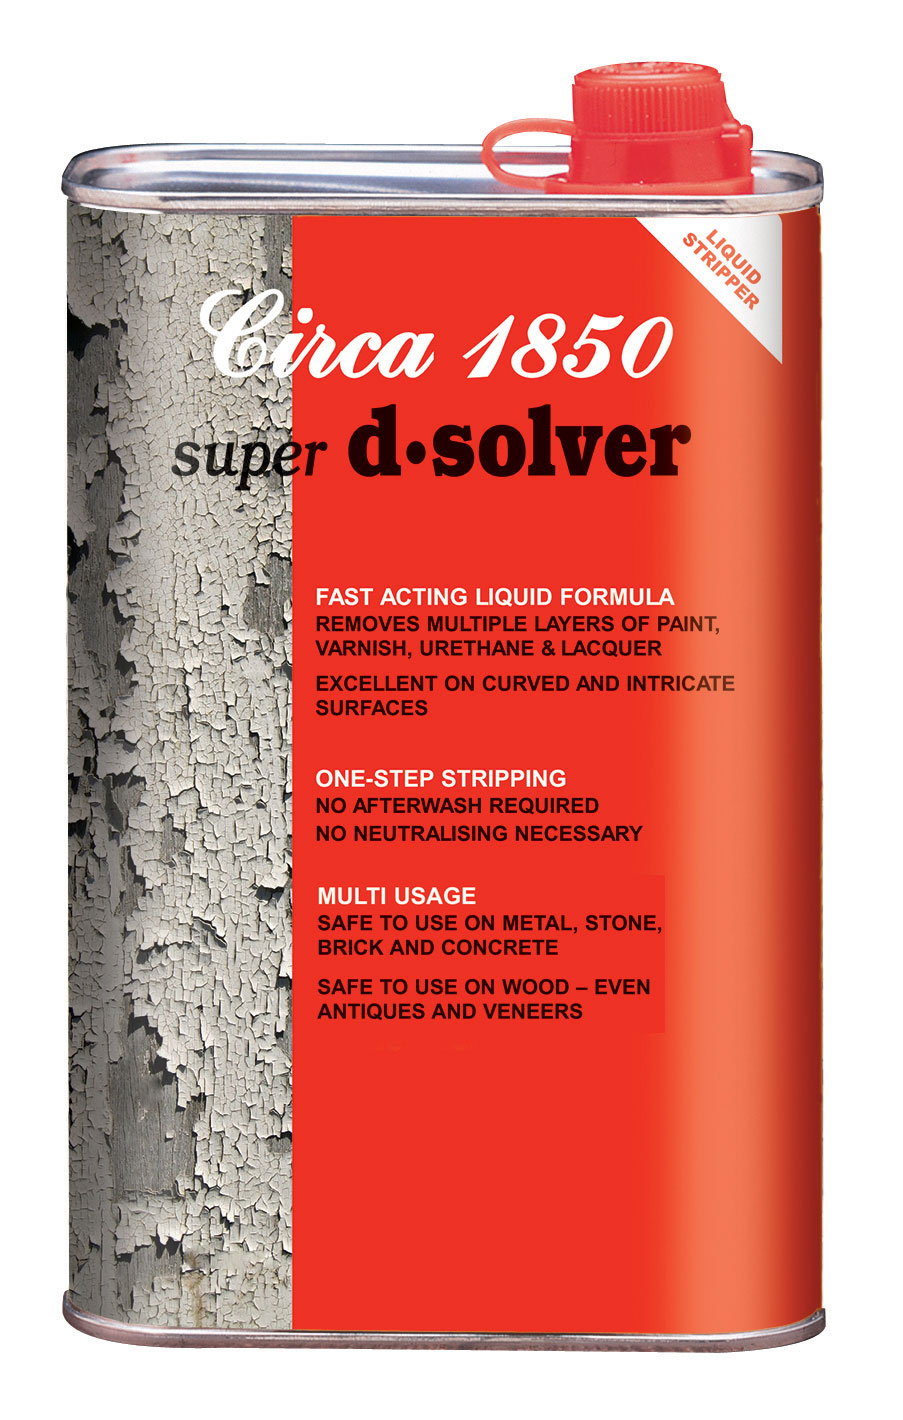 LIQUID
STRIPPER
Circa 1850
super d•solver
FAST ACTING LIQUID FORMULA
REMOVES MULTIPLE LAYERS OF PAINT,
VARNISH, URETHANE & LACQUER
EXCELLENT ON CURVED AND INTRICATE
SURFACES
ONE-STEP STRIPPING
NO AFTERWASH REQUIRED
NO NEUTRALISING NECESSARY
MULTI USAGE
SAFE TO USE ON METAL, STONE,
BRICK AND CONCRETE
SAFE TO USE ON WOOD – EVEN
ANTIQUES AND VENEERS